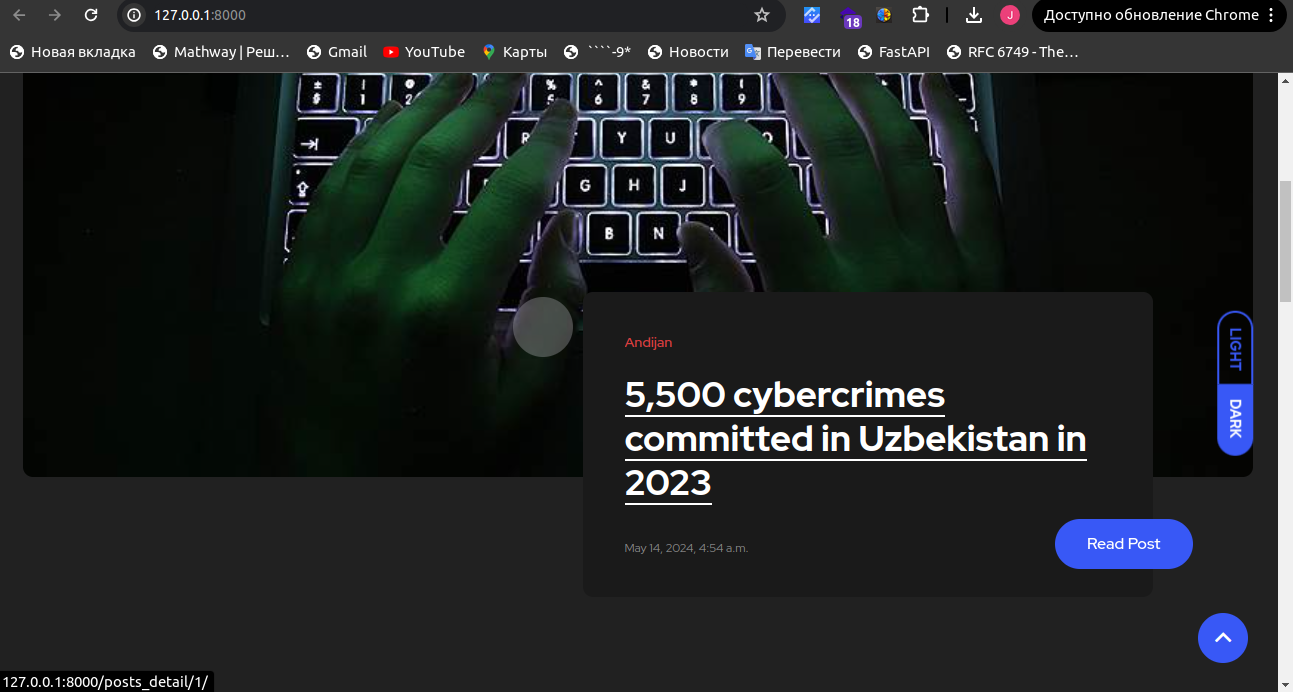 127.0.0.1:8000
18
J
Доступно обновление Chrome
Новая вкладка
Mathway | Реш...
Gmail
YouTube
Карты
````-9*
Новости
Перевести
FastAPI
RFC 6749 - The...
± § ! 1 @ 2 % 5 ^ 6 & 7 * 8 ( 9
R Y U O
G H J
B N
Andijan
5,500 cybercrimes
committed in Uzbekistan in
2023
May 14, 2024, 4:54 a.m.
Read Post
LIGHT
DARK
127.0.0.1:8000/posts_detail/1/